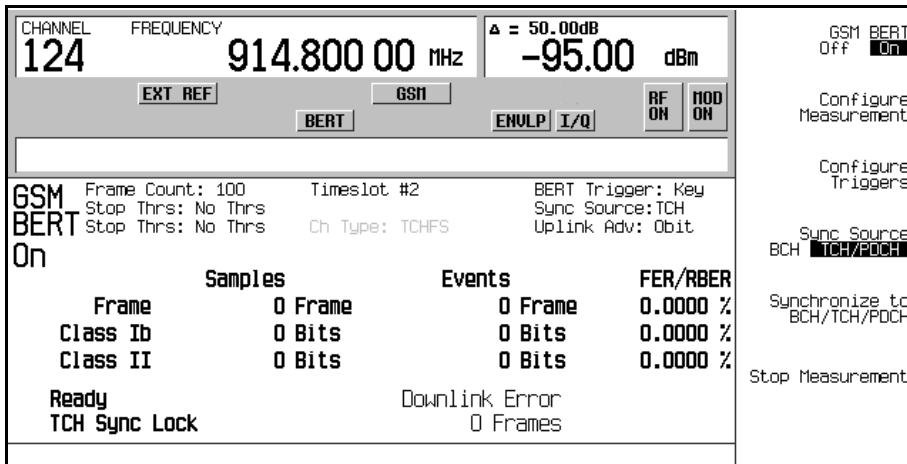 CHANNEL FREQUENCY Δ = 50.00dB
124 914.800 00 MHz -95.00 dBm
EXT REF GSM RF ON MOD ON
BERT ENVLP I/Q
GSM BERT On
Frame Count: 100 Timeslot #2 BERT Trigger: Key
Stop Thrs: No Thrs Sync Source:TCH
Stop Thrs: No Thrs Ch Type: TCHFS Uplink Adv: 0bit
Samples Events FER/RBER
Frame 0 Frame 0 Frame 0.0000 %
Class Ib 0 Bits 0 Bits 0.0000 %
Class II 0 Bits 0 Bits 0.0000 %
Ready Downlink Error
TCH Sync Lock 0 Frames
GSM BERT
Off On
Configure
Measurement
Configure
Triggers
Sync Source
BCH TCH/PDCH
Synchronize to
BCH/TCH/PDCH
Stop Measurement